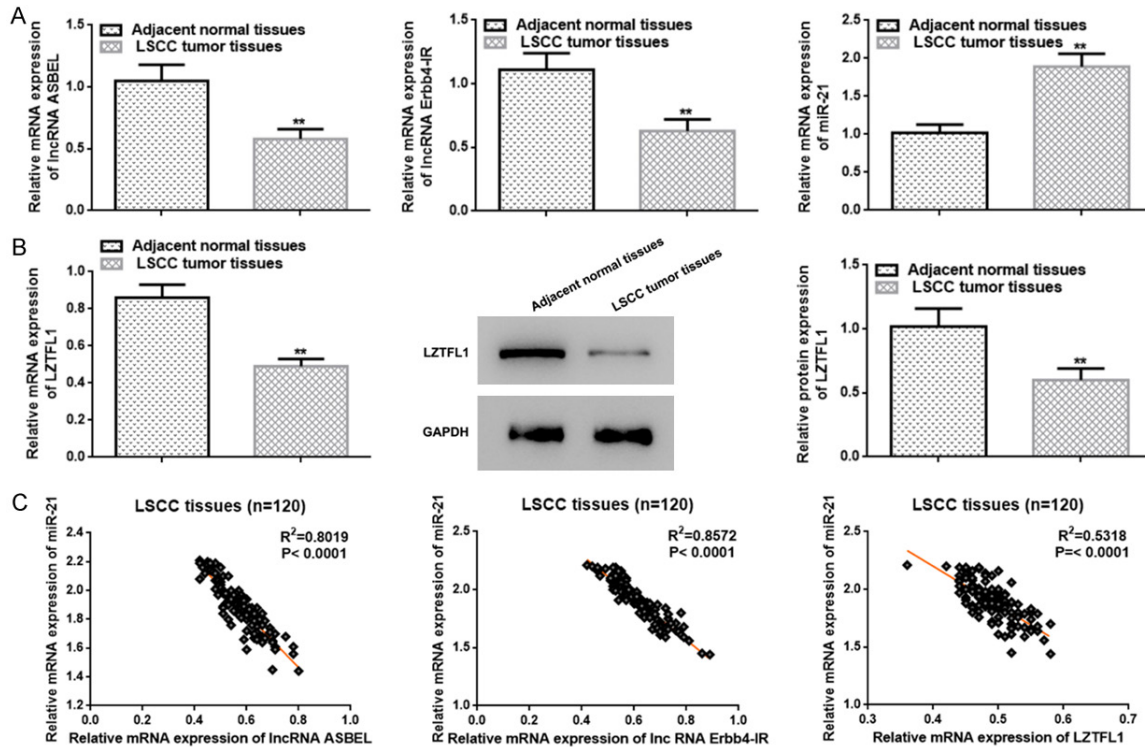 A
Relative mRNA expression
of lncRNA ASBEL
1.5
1.0
0.5
0.0
Adjacent normal tissues
LSCC tumor tissues
**
Relative mRNA expression
of lncRNA Erbb4-IR
1.5
1.0
0.5
0.0
Adjacent normal tissues
LSCC tumor tissues
**
Relative mRNA expression
of miR-21
2.5
2.0
1.5
1.0
0.5
0.0
Adjacent normal tissues
LSCC tumor tissues
**
B
Relative mRNA expression
of LZTFL1
1.0
0.8
0.6
0.4
0.2
0.0
Adjacent normal tissues
LSCC tumor tissues
**
Adjacent normal tissues
LSCC tumor tissues
LZTFL1
GAPDH
Relative protein expression
of LZTFL1
1.5
1.0
0.5
0.0
Adjacent normal tissues
LSCC tumor tissues
**
C
LSCC tissues (n=120)
R²=0.8019
P< 0.0001
Relative mRNA expression of miR-21
2.4
2.2
2.0
1.8
1.6
1.4
1.2
0.0 0.2 0.4 0.6 0.8 1.0
Relative mRNA expression of lncRNA ASBEL
LSCC tissues (n=120)
R²=0.8572
P< 0.0001
Relative mRNA expression of miR-21
2.5
2.0
1.5
1.0
0.0 0.2 0.4 0.6 0.8 1.0
Relative mRNA expression of lnc RNA Erbb4-IR
LSCC tissues (n=120)
R²=0.5318
P=< 0.0001
Relative mRNA expression of miR-21
2.5
2.0
1.5
1.0
0.3 0.4 0.5 0.6 0.7
Relative mRNA expression of LZTFL1